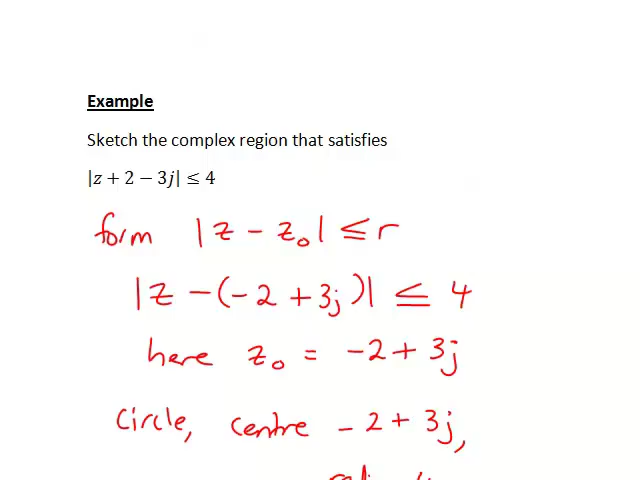 Example
Sketch the complex region that satisfies
|z + 2 − 3j| ≤ 4
form |z − z₀| ≤ r
|z − (−2 + 3j)| ≤ 4
here z₀ = −2 + 3j
Circle, centre −2 + 3j,